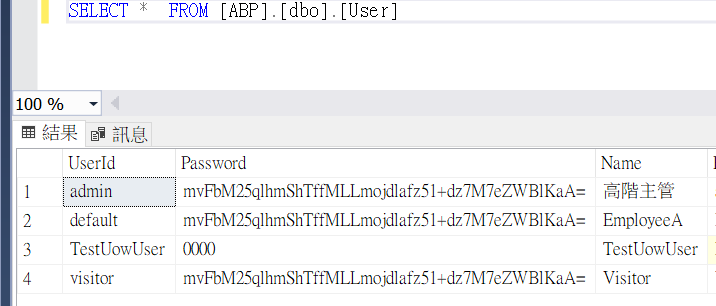 SELECT *  FROM [ABP].[dbo].[User]
100 %
結果 訊息
UserId Password Name
1 admin mvFbM25qlhmShTffMLLmojdlafz51+dz7M7eZWBlKaA= 高階主管
2 default mvFbM25qlhmShTffMLLmojdlafz51+dz7M7eZWBlKaA= EmployeeA
3 TestUowUser 0000 TestUowUser
4 visitor mvFbM25qlhmShTffMLLmojdlafz51+dz7M7eZWBlKaA= Visitor